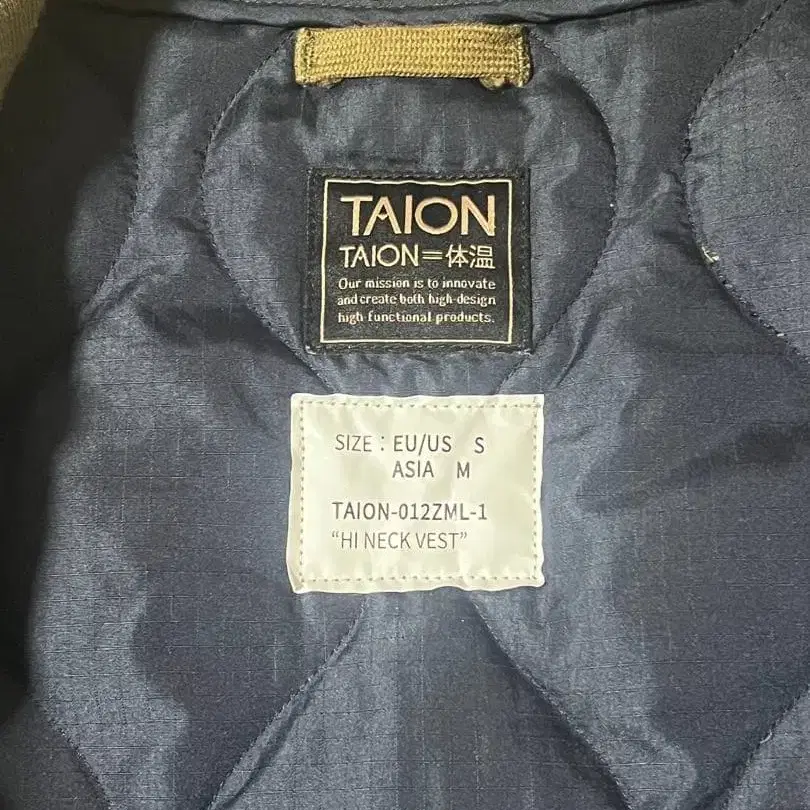 TAION
TAION=体温
Our mission is to innovate
and create both high-design
high functional products.
SIZE : EU/US S
ASIA M
TAION-012ZML-1
“HI NECK VEST”